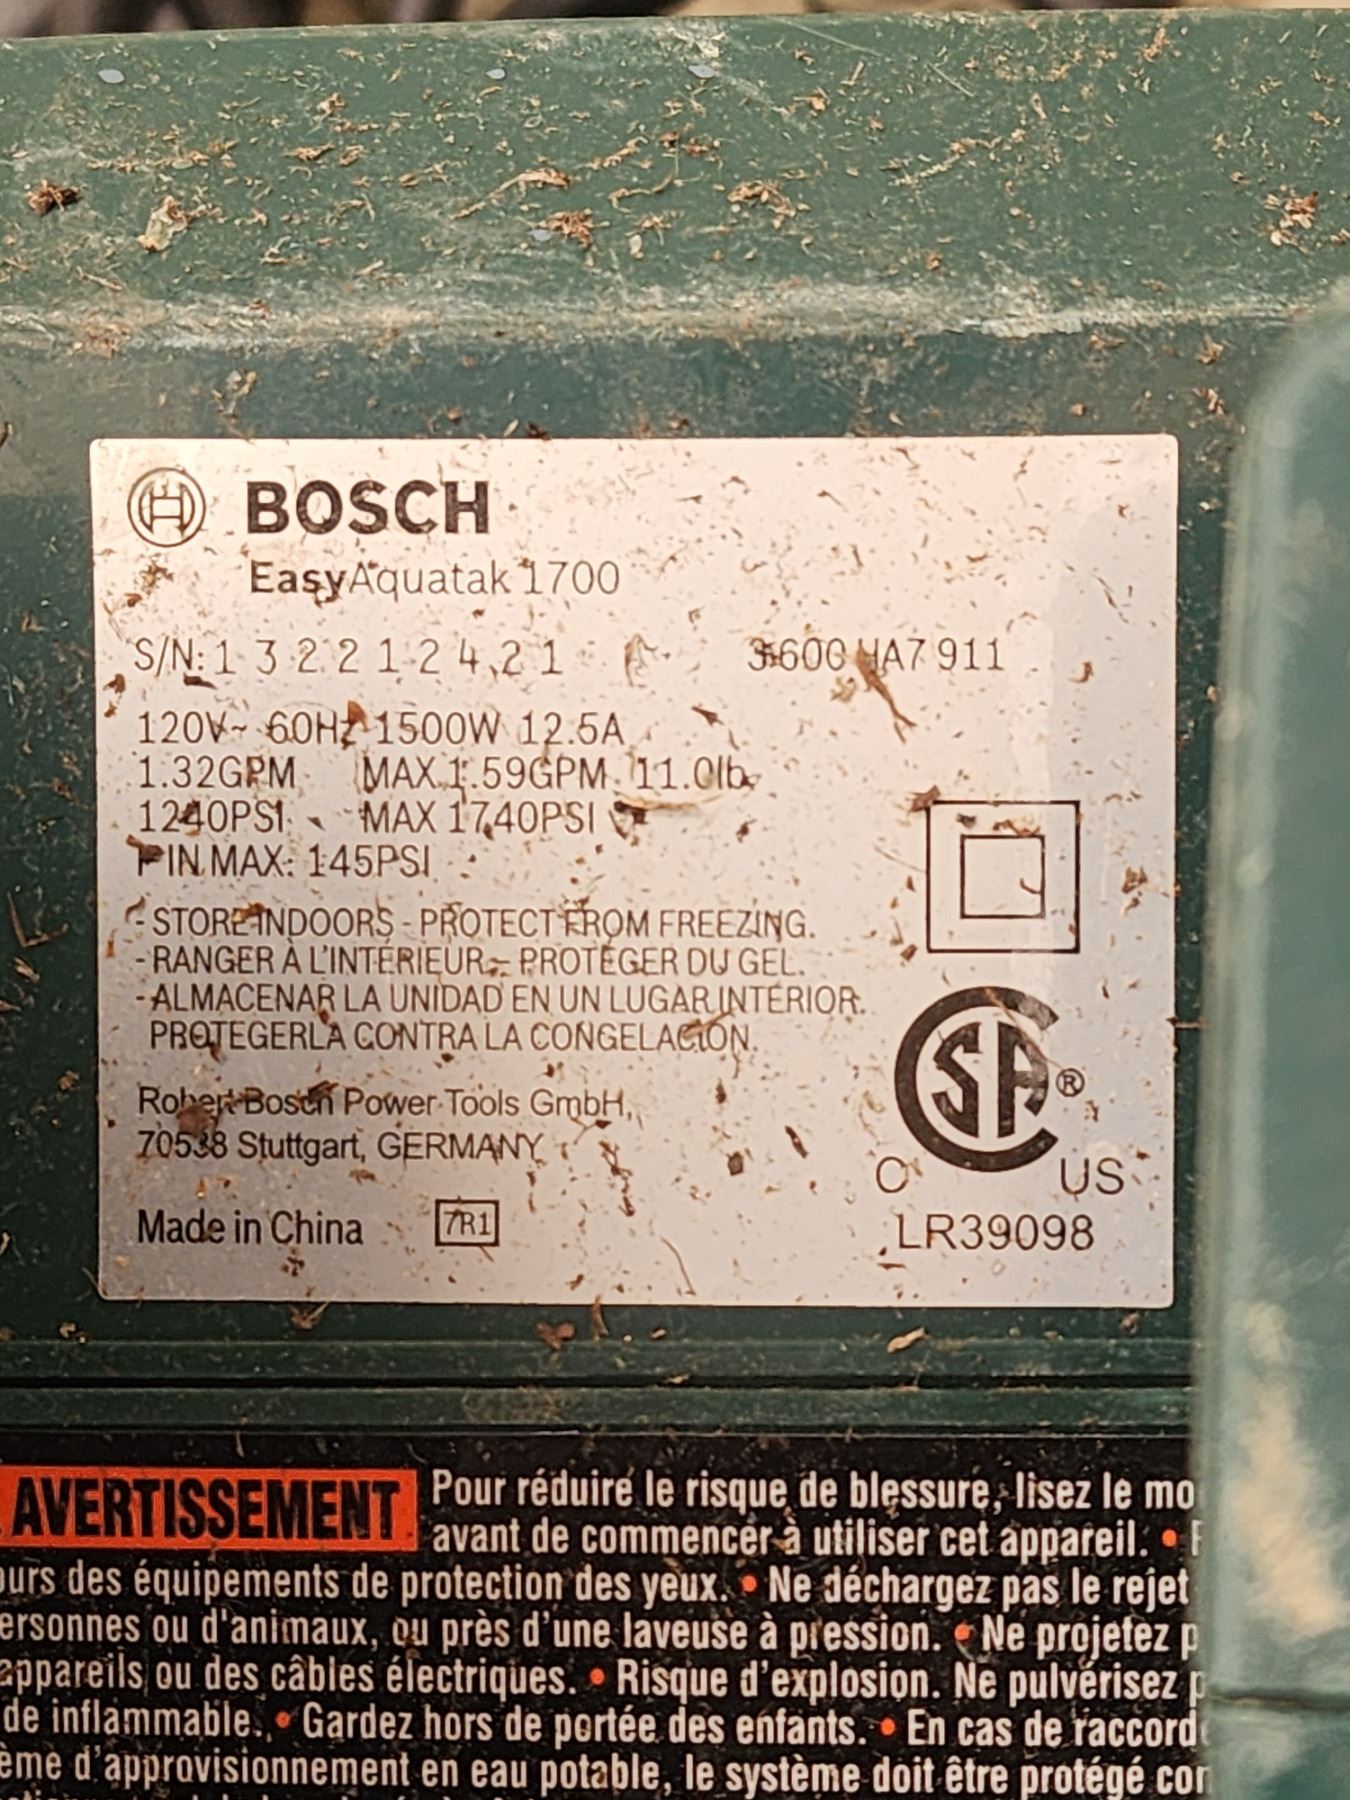 BOSCH
EasyAquatak 1700
S/N: 1 3 2 2 1 2 4 2 1 3 600 HA7 911
120V~ 60Hz 1500W 12.5A
1.32GPM MAX 1.59GPM 11.0lb
1240PSI MAX 1740PSI
P IN MAX: 145PSI
- STORE INDOORS - PROTECT FROM FREEZING.
- RANGER À L'INTÉRIEUR - PROTÉGER DU GEL.
- ALMACENAR LA UNIDAD EN UN LUGAR INTERIOR.
PROTEGERLA CONTRA LA CONGELACIÓN.
Robert Bosch Power Tools GmbH,
70538 Stuttgart, GERMANY
Made in China 7R1
CSA ®
C US
LR39098
AVERTISSEMENT Pour réduire le risque de blessure, lisez le mo
avant de commencer à utiliser cet appareil. •
ours des équipements de protection des yeux. • Ne déchargez pas le rejet
ersonnes ou d'animaux, ou près d'une laveuse à pression. • Ne projetez p
appareils ou des câbles électriques. • Risque d'explosion. Ne pulvérisez p
de inflammable. • Gardez hors de portée des enfants. • En cas de raccord
ème d'approvisionnement en eau potable, le système doit être protégé con